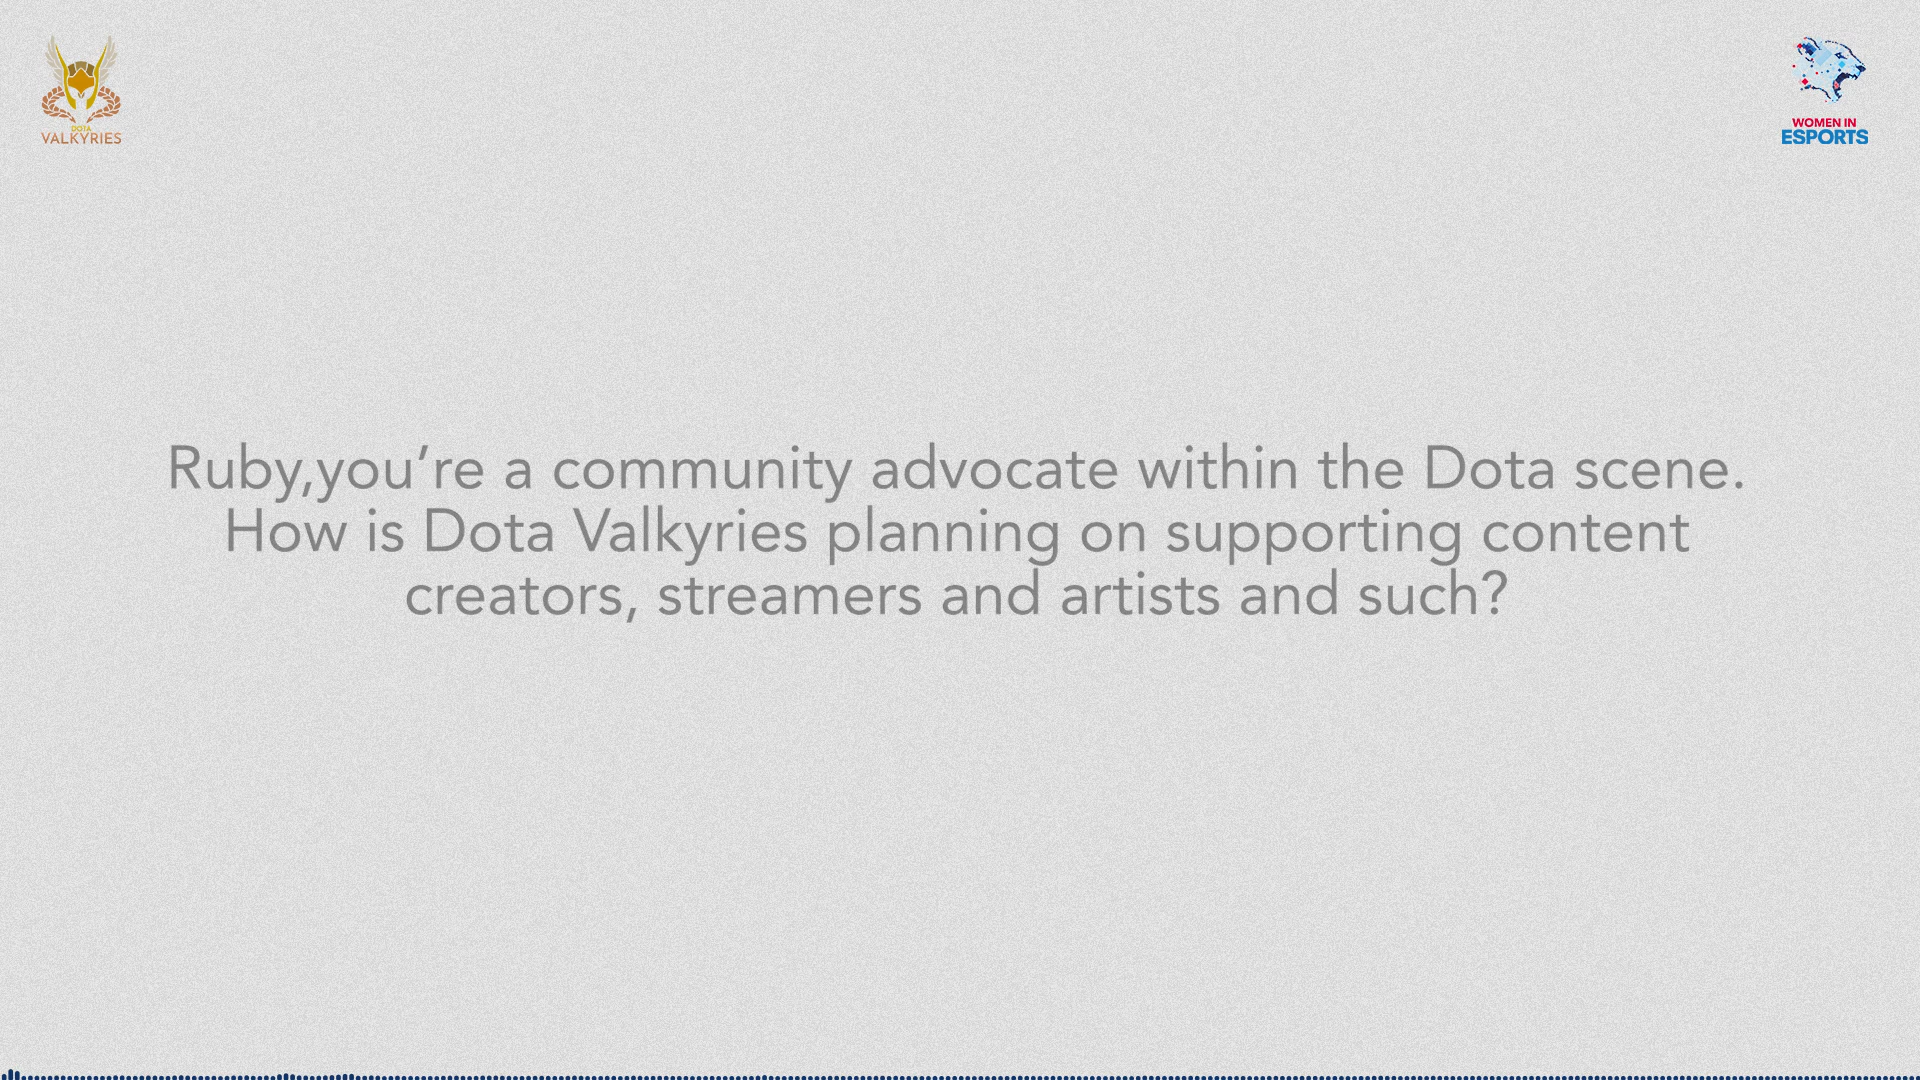 DOTA
VALKYRIES
WOMEN IN
ESPORTS
Ruby,you’re a community advocate within the Dota scene.
How is Dota Valkyries planning on supporting content
creators, streamers and artists and such?